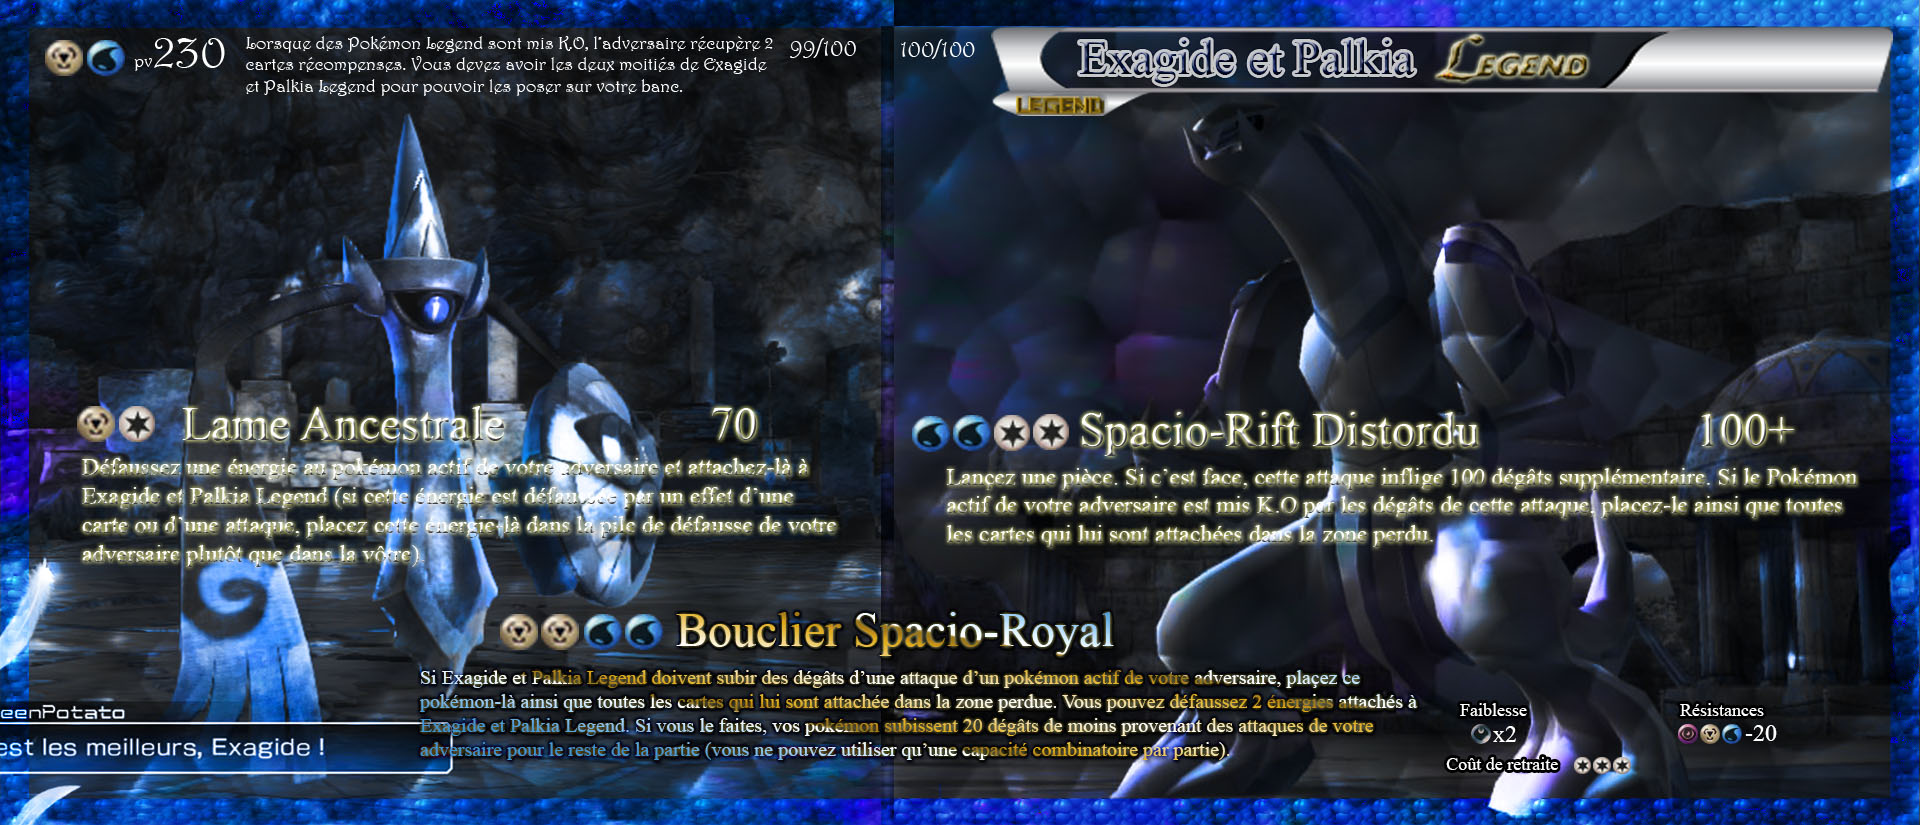 pv230
Lorsque des Pokémon Legend sont mis K.O, l'adversaire récupère 2
cartes récompenses. Vous devez avoir les deux moitiés de Exagide
et Palkia Legend pour pouvoir les poser sur votre banc.
99/100
100/100
Exagide et Palkia LEGEND
LEGEND
Lame Ancestrale 70
Défaussez une énergie au pokémon actif de votre adversaire et attachez-là à
Exagide et Palkia Legend (si cette énergie est défaussée par un effet d'une
carte ou d'une attaque, placez cette énergie-là dans la pile de défausse de votre
adversaire plutôt que dans la vôtre).
Spacio-Rift Distordu 100+
Lançez une pièce. Si c'est face, cette attaque inflige 100 dégâts supplémentaire. Si le Pokémon
actif de votre adversaire est mis K.O par les dégâts de cette attaque, placez-le ainsi que toutes
les cartes qui lui sont attachées dans la zone perdu.
Bouclier Spacio-Royal
Si Exagide et Palkia Legend doivent subir des dégâts d'une attaque d'un pokémon actif de votre adversaire, plaçez ce
pokémon-là ainsi que toutes les cartes qui lui sont attachée dans la zone perdue. Vous pouvez défaussez 2 énergies attachés à
Exagide et Palkia Legend. Si vous le faites, vos pokémon subissent 20 dégâts de moins provenant des attaques de votre
adversaire pour le reste de la partie (vous ne pouvez utiliser qu'une capacité combinatoire par partie).
eenPotato
est les meilleurs, Exagide !
Faiblesse
x2
Résistances
-20
Coût de retraite